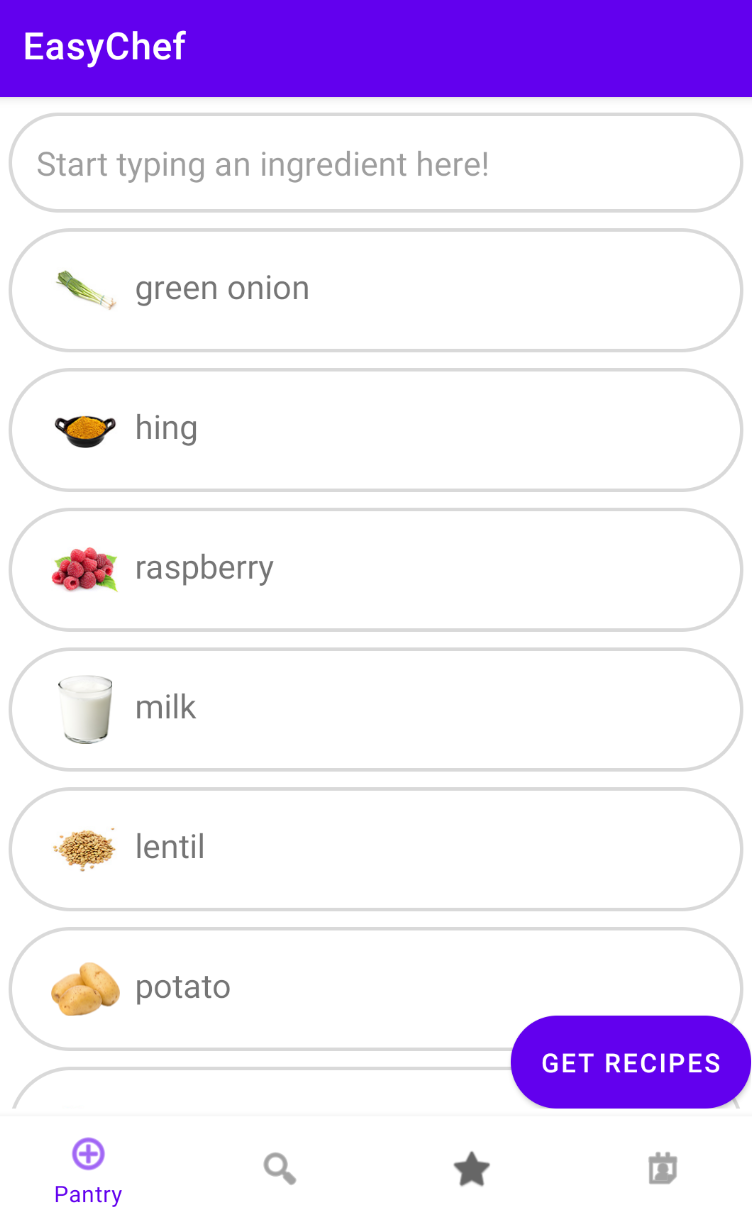 EasyChef
Start typing an ingredient here!
green onion
hing
raspberry
milk
lentil
potato
GET RECIPES
Pantry